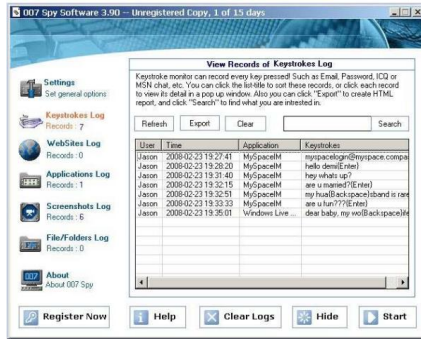 007 Spy Software 3.90 -- Unregistered Copy, 1 of 15 days
View Records of Keystrokes Log
Keystroke monitor can record every key pressed! Such as Email, Password, ICQ or
MSN chat, etc. You can click the list-title to sort these records, or click each record
to view its detail in a pop up window. Also you can click "Export" to create HTML
report, and click "Search" to find what you are intrested in.
Refresh Export Clear Search
Settings
Set general options
Keystrokes Log
Records : 7
WebSites Log
Records : 0
Applications Log
Records : 1
Screenshots Log
Records : 6
File/Folders Log
Records : 0
About
About 007 Spy
User Time Application Keystrokes
Jason 2008-02-23 19:27:41 MySpaceIM myspacelogin@myspace.compa
Jason 2008-02-23 19:28:20 MySpaceIM hello demi{Enter}
Jason 2008-02-23 19:31:40 MySpaceIM hey whats up?
Jason 2008-02-23 19:32:15 MySpaceIM are u married?{Enter}
Jason 2008-02-23 19:32:51 MySpaceIM my hua{Backspace}sband is rare
Jason 2008-02-23 19:33:33 MySpaceIM are u fun???{Enter}
Jason 2008-02-23 19:35:01 Windows Live ... dear baby, my wo{Backspace}ife
Register Now Help Clear Logs Hide Start